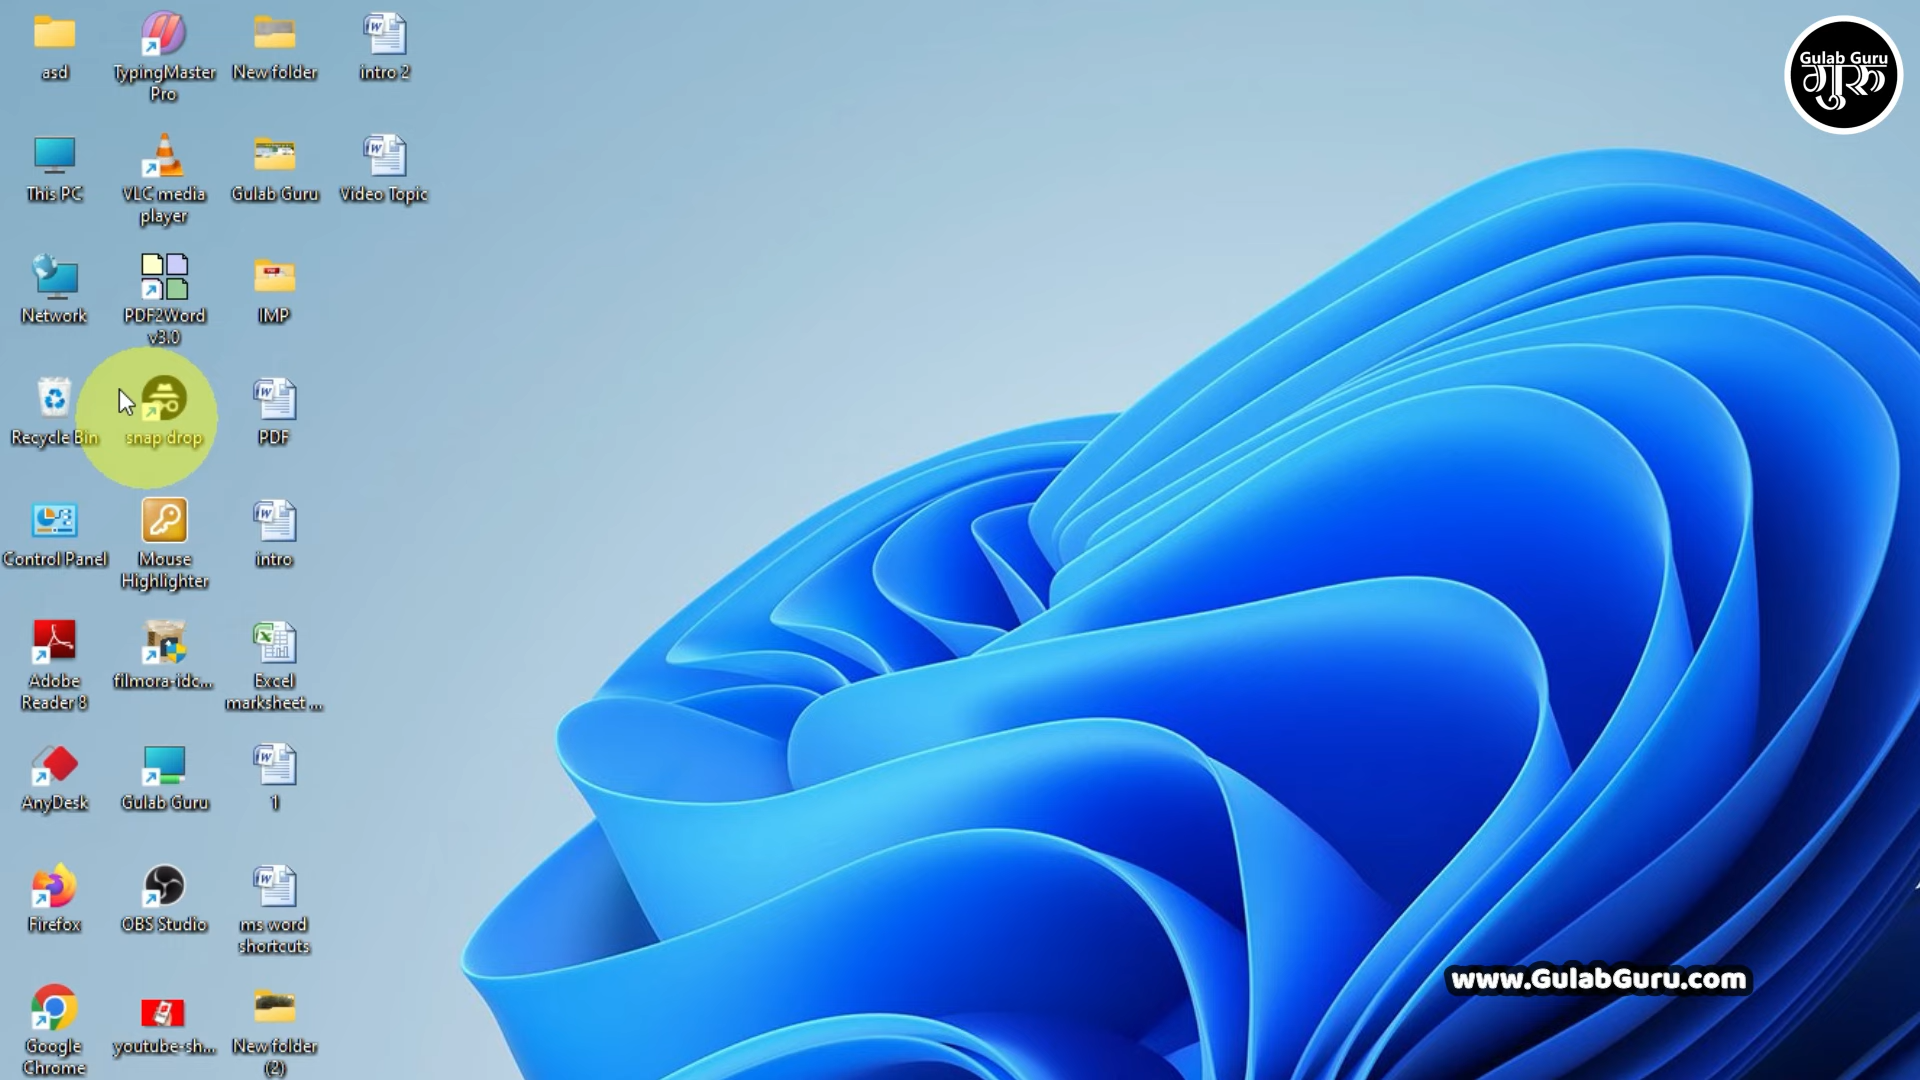 asd
TypingMaster
Pro
New folder
intro 2
Gulab Guru
गुरू
This PC
VLC media
player
Gulab Guru
Video Topic
Network
PDF2Word
v3.0
IMP
Recycle Bin
snap drop
PDF
Control Panel
Mouse
Highlighter
intro
Adobe
Reader 8
filmora-idc...
Excel
marksheet ...
AnyDesk
Gulab Guru
1
Firefox
OBS Studio
ms word
shortcuts
www.GulabGuru.com
Google
Chrome
youtube-sh...
New folder
(2)